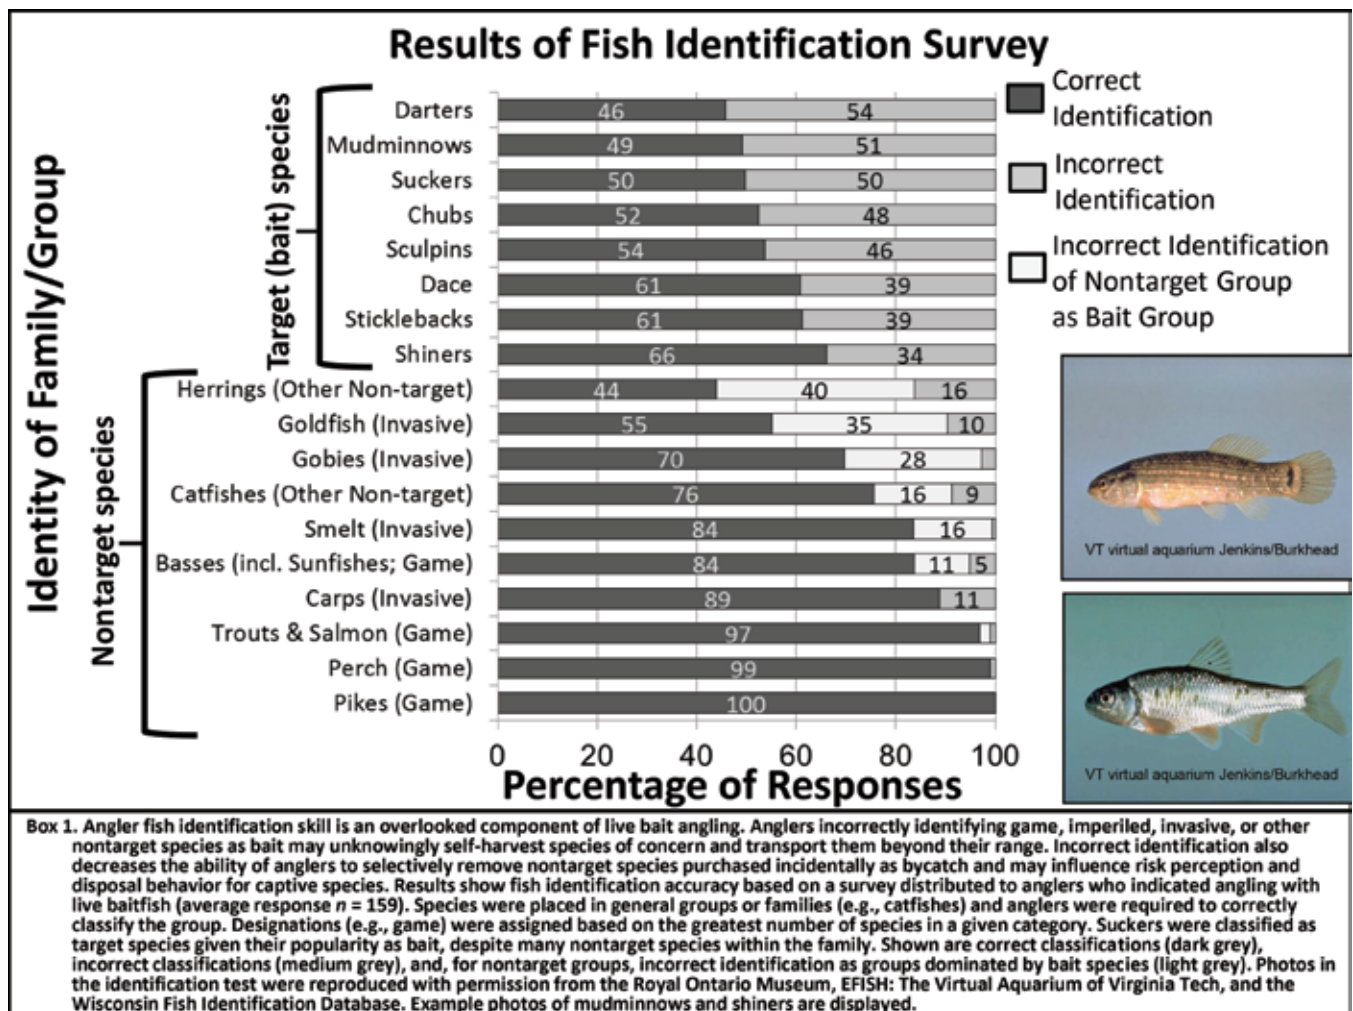 Results of Fish Identification Survey
Identity of Family/Group
Target (bait) species
Nontarget species
Darters 46 54
Mudminnows 49 51
Suckers 50 50
Chubs 52 48
Sculpins 54 46
Dace 61 39
Sticklebacks 61 39
Shiners 66 34
Herrings (Other Non-target) 44 40 16
Goldfish (Invasive) 55 35 10
Gobies (Invasive) 70 28
Catfishes (Other Non-target) 76 16 9
Smelt (Invasive) 84 16
Basses (incl. Sunfishes; Game) 84 11 5
Carps (Invasive) 89 11
Trouts & Salmon (Game) 97
Perch (Game) 99
Pikes (Game) 100
0 20 40 60 80 100
Percentage of Responses
Correct
Identification
Incorrect
Identification
Incorrect Identification
of Nontarget Group
as Bait Group
VT virtual aquarium Jenkins/Burkhead
VT virtual aquarium Jenkins/Burkhead
Box 1. Angler fish identification skill is an overlooked component of live bait angling. Anglers incorrectly identifying game, imperiled, invasive, or other
nontarget species as bait may unknowingly self-harvest species of concern and transport them beyond their range. Incorrect identification also
decreases the ability of anglers to selectively remove nontarget species purchased incidentally as bycatch and may influence risk perception and
disposal behavior for captive species. Results show fish identification accuracy based on a survey distributed to anglers who indicated angling with
live baitfish (average response n = 159). Species were placed in general groups or families (e.g., catfishes) and anglers were required to correctly
classify the group. Designations (e.g., game) were assigned based on the greatest number of species in a given category. Suckers were classified as
target species given their popularity as bait, despite many nontarget species within the family. Shown are correct classifications (dark grey),
incorrect classifications (medium grey), and, for nontarget groups, incorrect identification as groups dominated by bait species (light grey). Photos in
the identification test were reproduced with permission from the Royal Ontario Museum, EFISH: The Virtual Aquarium of Virginia Tech, and the
Wisconsin Fish Identification Database. Example photos of mudminnows and shiners are displayed.